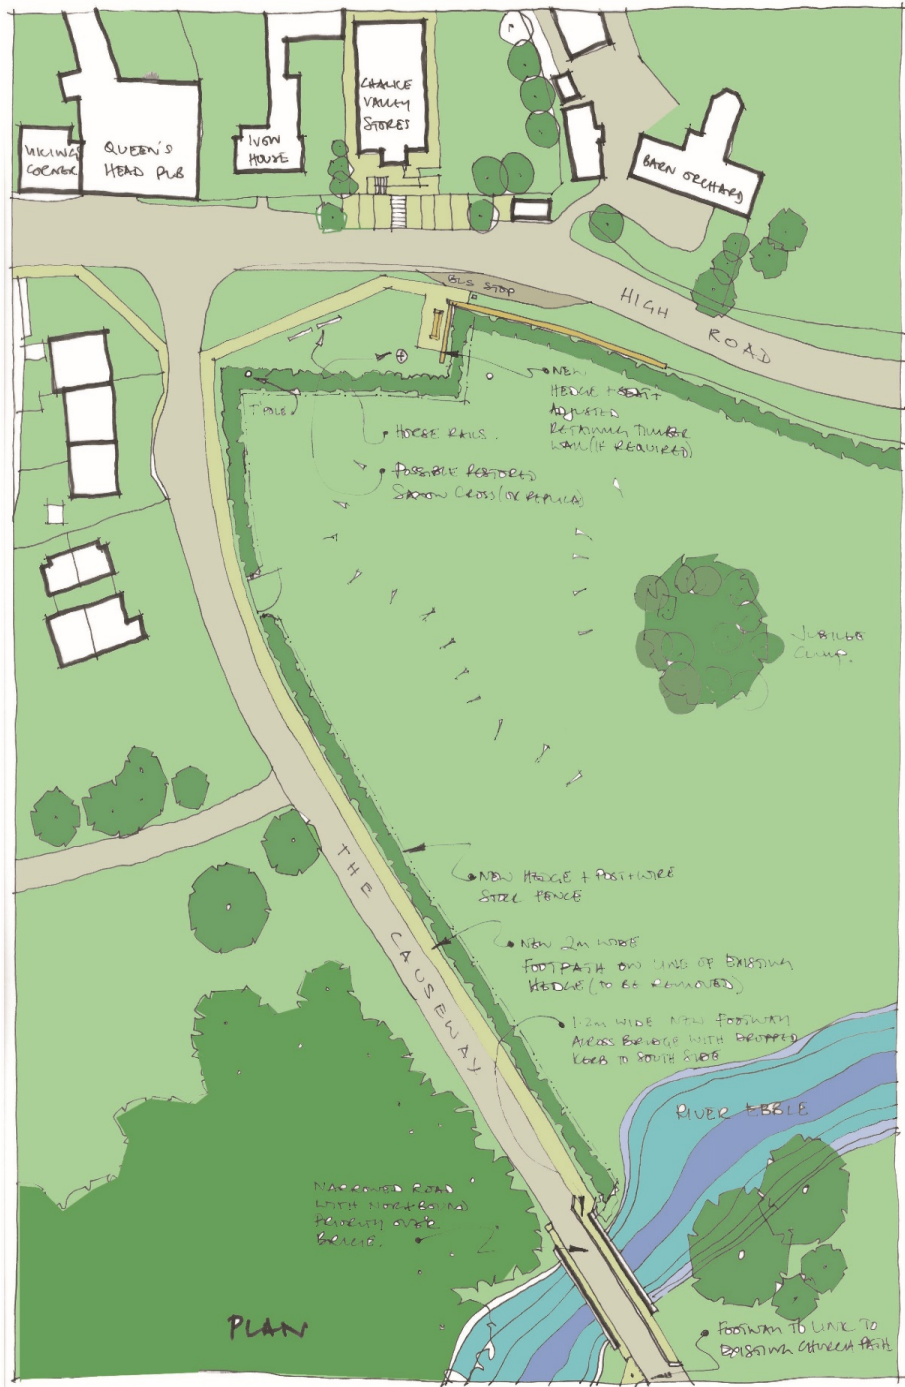 VIKING
CORNER
QUEEN'S
HEAD PUB
IVON
HOUSE
CHALKE
VALLEY
STORES
BARN ORCHARD
BUS STOP
HIGH
ROAD
T'POLE
HORSE RAILS.
POSSIBLE RESTORED
SAXON CROSS (OR REPLICA)
NEW
HEDGE + SEAT +
ADJUSTED
RETAINING TIMBER
WALL (IF REQUIRED)
JUBILEE
CLUMP.
THE CAUSEWAY
NEW HEDGE + POST + WIRE
STOCK FENCE
NEW 2m WIDE
FOOTPATH ON LINE OF EXISTING
HEDGE (TO BE REMOVED)
1.2m WIDE NEW FOOTWAY
ACROSS BRIDGE WITH DROPPED
KERB TO SOUTH SIDE
RIVER EBBLE
NARROWED ROAD
WITH NORTHBOUND
PRIORITY OVER
BRIDGE.
PLAN
FOOTWAY TO LINK TO
EXISTING CHURCH PATH